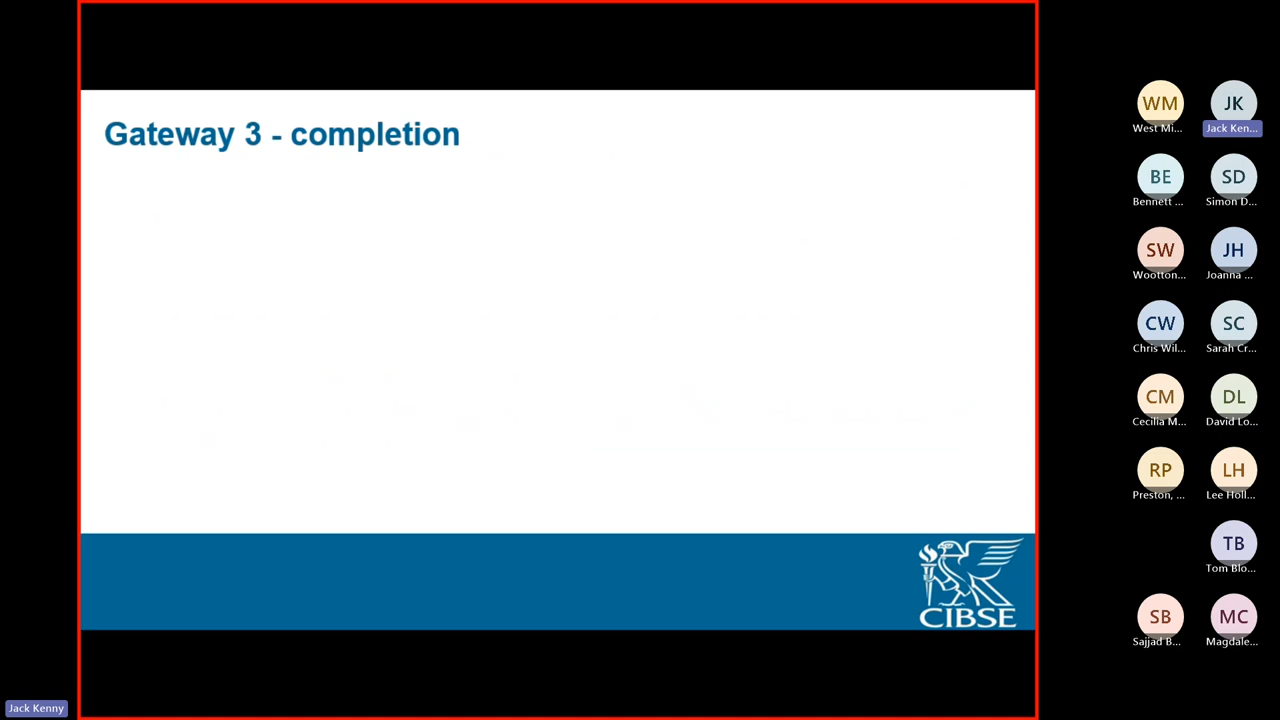 Gateway 3 - completion
CIBSE
Jack Kenny
WM
West Mi...
JK
Jack Ken...
BE
Bennett ...
SD
Simon D...
SW
Wootton...
JH
Joanna ...
CW
Chris Wil...
SC
Sarah Cr...
CM
Cecilia M...
DL
David Lo...
RP
Preston, ...
LH
Lee Holl...
TB
Tom Blo...
SB
Sajjad B...
MC
Magdale...